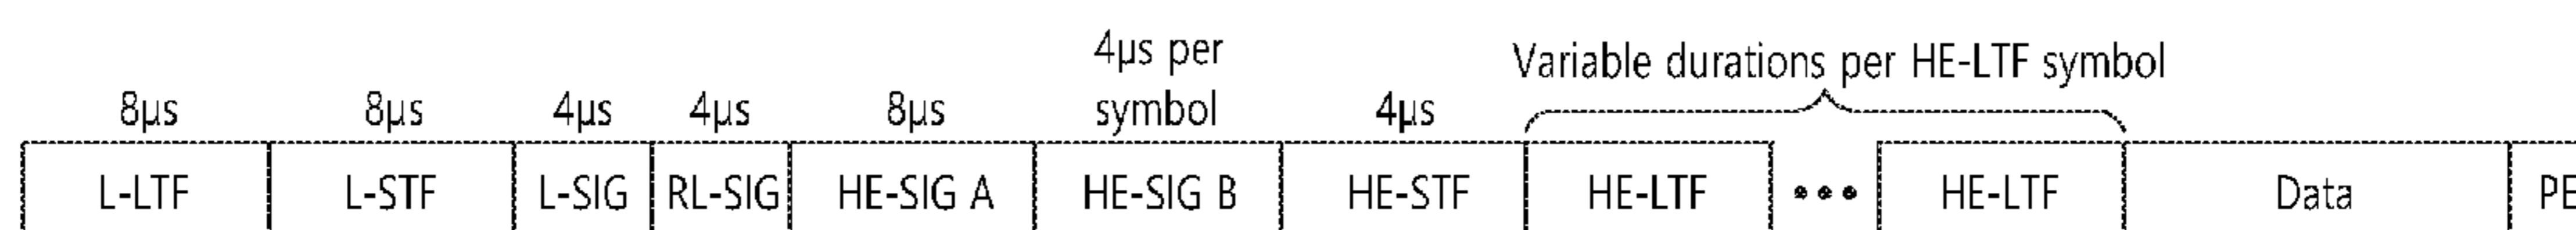 4µs per
symbol
Variable durations per HE-LTF symbol
8µs 8µs 4µs 4µs 8µs 4µs
L-LTF L-STF L-SIG RL-SIG HE-SIG A HE-SIG B HE-STF HE-LTF ••• HE-LTF Data PE